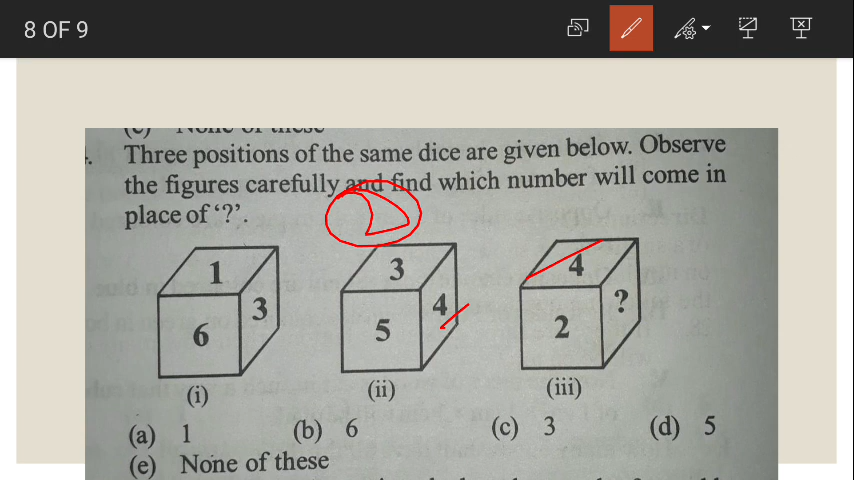 8 OF 9
Three positions of the same dice are given below. Observe
the figures carefully and find which number will come in
place of '?'.
1 3 4
3 4 ?
6 5 2
(i) (ii) (iii)
(a) 1 (b) 6 (c) 3 (d) 5
(e) None of these